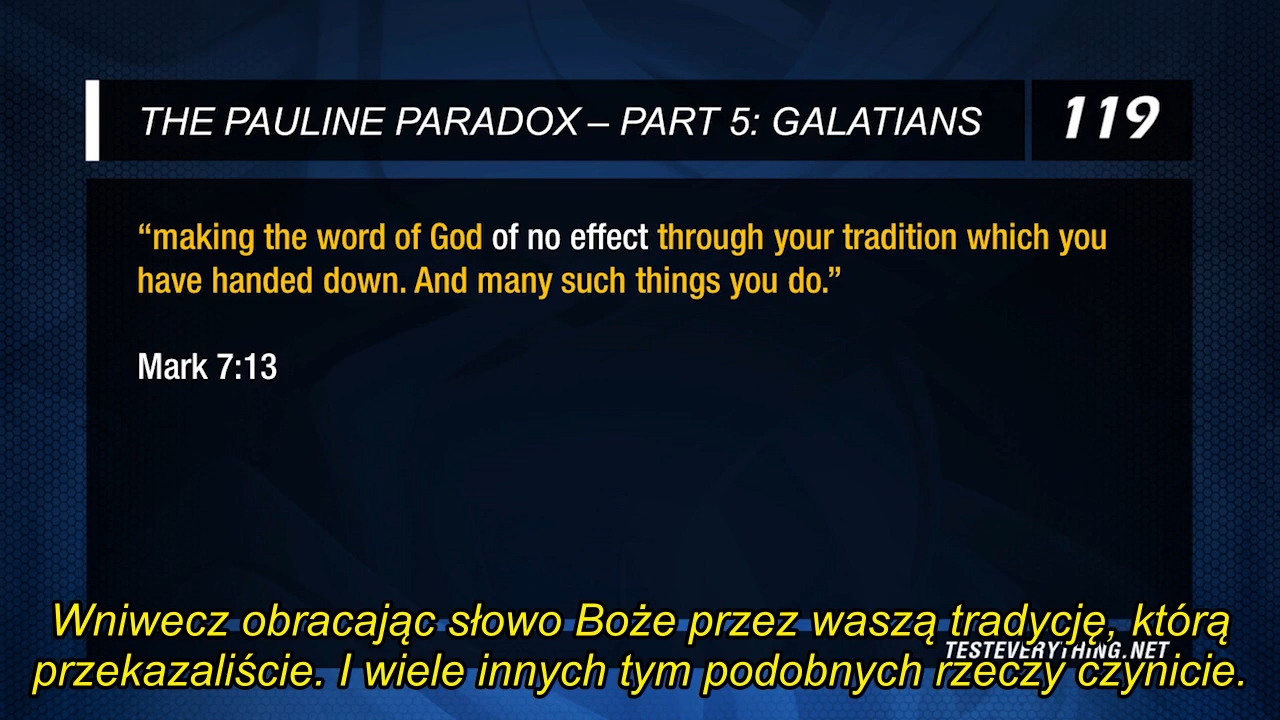 THE PAULINE PARADOX – PART 5: GALATIANS
119
“making the word of God of no effect through your tradition which you
have handed down. And many such things you do.”
Mark 7:13
Wniwecz obracając słowo Boże przez waszą tradycję, którą
TESTEVERYTHING.NET
przekazaliście. I wiele innych tym podobnych rzeczy czynicie.